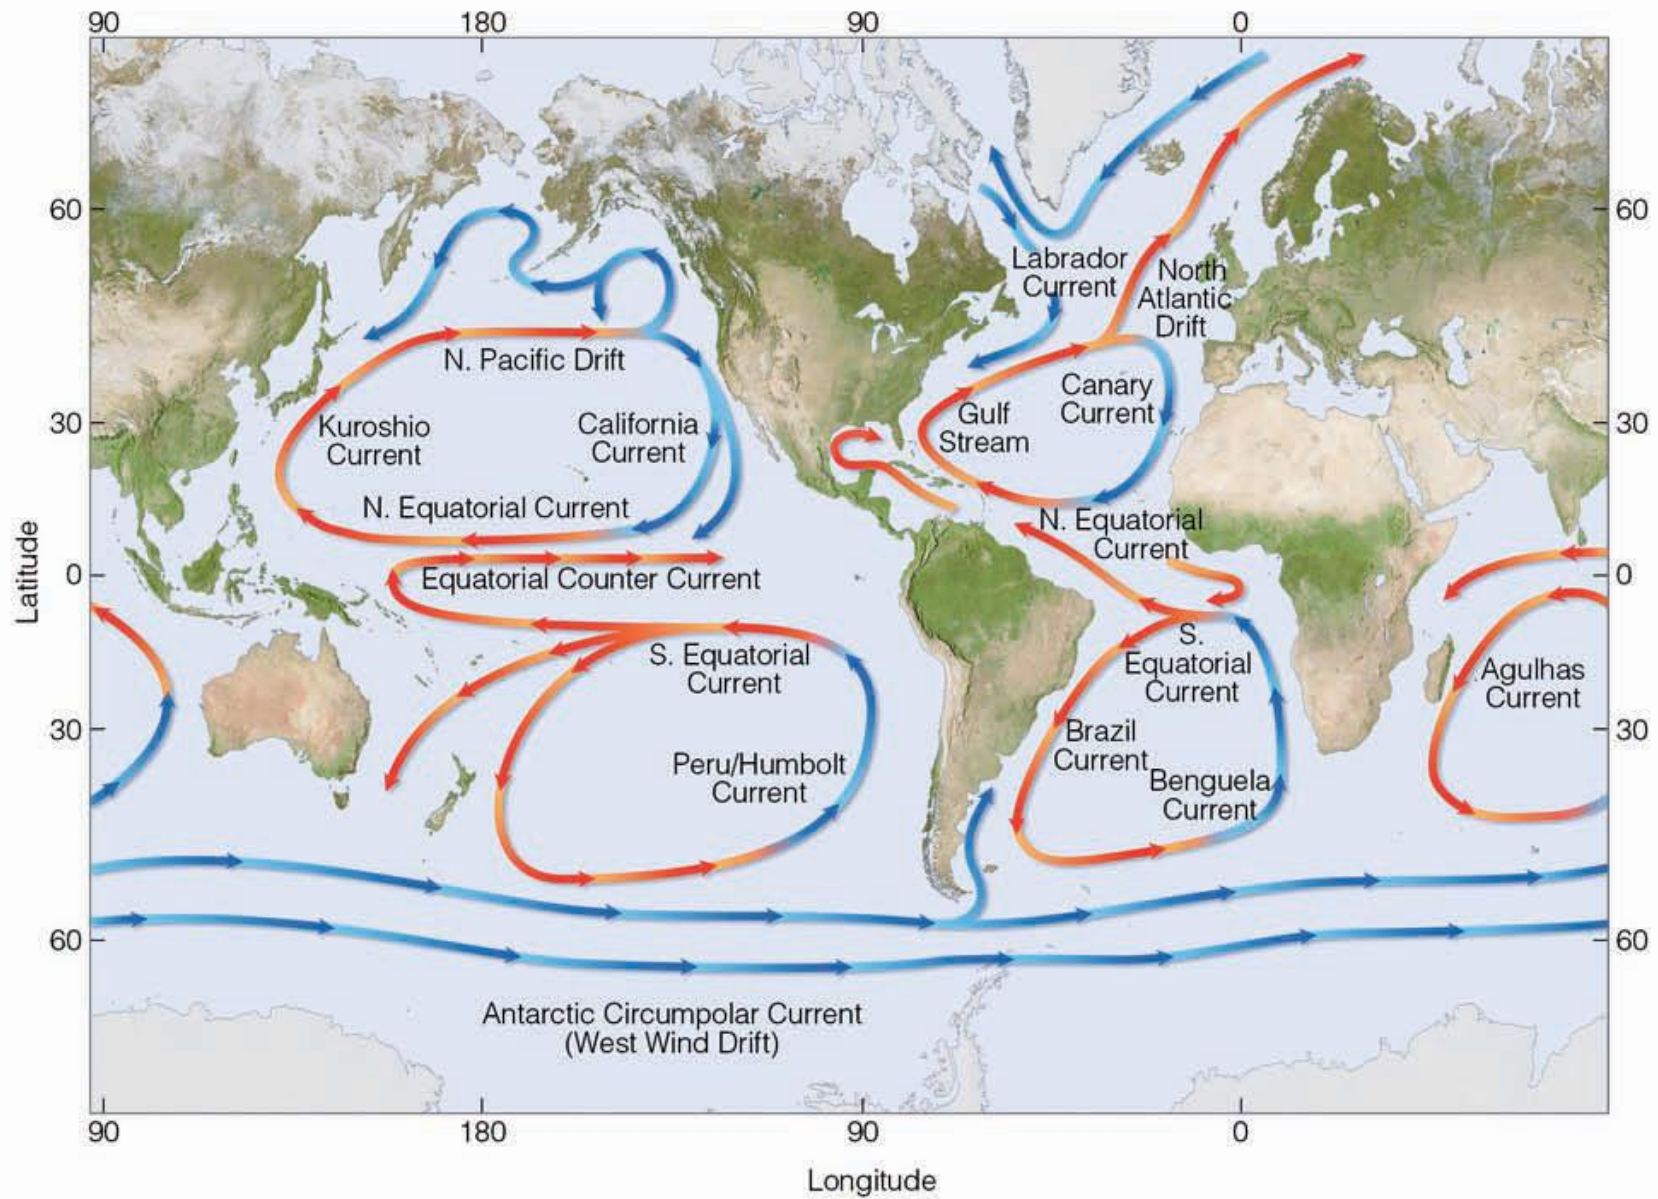 90
180
90
0
60
60
Labrador
Current
North
Atlantic
Drift
N. Pacific Drift
Canary
Current
Gulf
Stream
30
30
Kuroshio
Current
California
Current
N. Equatorial Current
N. Equatorial
Current
Equatorial Counter Current
0
0
Latitude
S. Equatorial
Current
S.
Equatorial
Current
Agulhas
Current
30
30
Brazil
Current
Peru/Humbolt
Current
Benguela
Current
60
60
Antarctic Circumpolar Current
(West Wind Drift)
90
180
90
0
Longitude